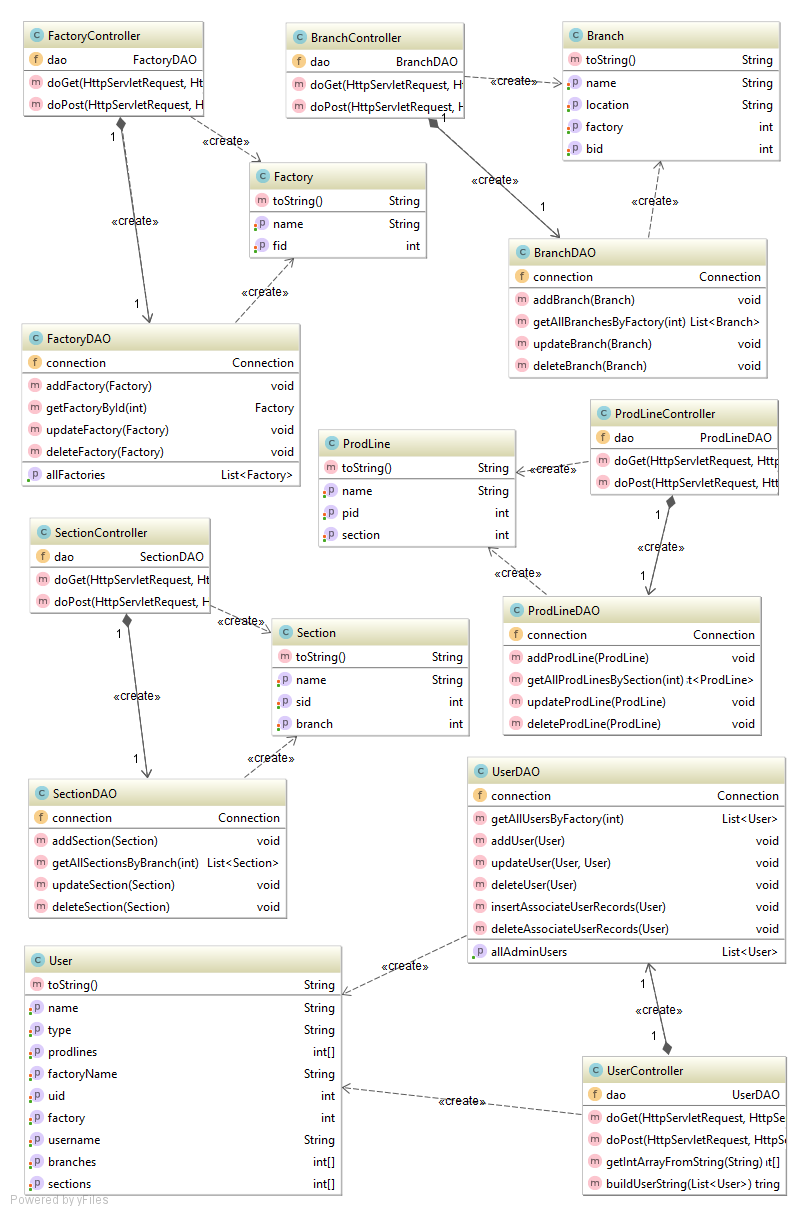 FactoryController
f dao FactoryDAO
m doGet(HttpServletRequest, Ht
m doPost(HttpServletRequest, H
BranchController
f dao BranchDAO
m doGet(HttpServletRequest, H
m doPost(HttpServletRequest, H
C Branch
m toString() String
p name String
p location String
p factory int
p bid int
«create»
1
1
«create»
C Factory
m toString() String
p name String
p fid int
«create»
1
«create»
«create»
C BranchDAO
f connection Connection
m addBranch(Branch) void
m getAllBranchesByFactory(int) List<Branch>
m updateBranch(Branch) void
m deleteBranch(Branch) void
«create»
1
«create»
C FactoryDAO
f connection Connection
m addFactory(Factory) void
m getFactoryById(int) Factory
m updateFactory(Factory) void
m deleteFactory(Factory) void
p allFactories List<Factory>
C ProdLineController
f dao ProdLineDAO
m doGet(HttpServletRequest, Http
m doPost(HttpServletRequest, Htt
C ProdLine
m toString() String
p name String
p pid int
p section int
«create»
1
«create»
1
«create»
C SectionController
f dao SectionDAO
m doGet(HttpServletRequest, Ht
m doPost(HttpServletRequest, H
«create»
1
C Section
m toString() String
p name String
p sid int
p branch int
C ProdLineDAO
f connection Connection
m addProdLine(ProdLine) void
m getAllProdLinesBySection(int) t<ProdLine>
m updateProdLine(ProdLine) void
m deleteProdLine(ProdLine) void
«create»
1
«create»
C SectionDAO
f connection Connection
m addSection(Section) void
m getAllSectionsByBranch(int) List<Section>
m updateSection(Section) void
m deleteSection(Section) void
C UserDAO
f connection Connection
m getAllUsersByFactory(int) List<User>
m addUser(User) void
m updateUser(User, User) void
m deleteUser(User) void
m insertAssociateUserRecords(User) void
m deleteAssociateUserRecords(User) void
p allAdminUsers List<User>
C User
m toString() String
p name String
p type String
p prodlines int[]
p factoryName String
p uid int
p factory int
p username String
p branches int[]
p sections int[]
«create»
1
«create»
1
«create»
C UserController
f dao UserDAO
m doGet(HttpServletRequest, HttpSe
m doPost(HttpServletRequest, HttpS
m getIntArrayFromString(String) ıt[]
m buildUserString(List<User>) tring
Powered by yFiles